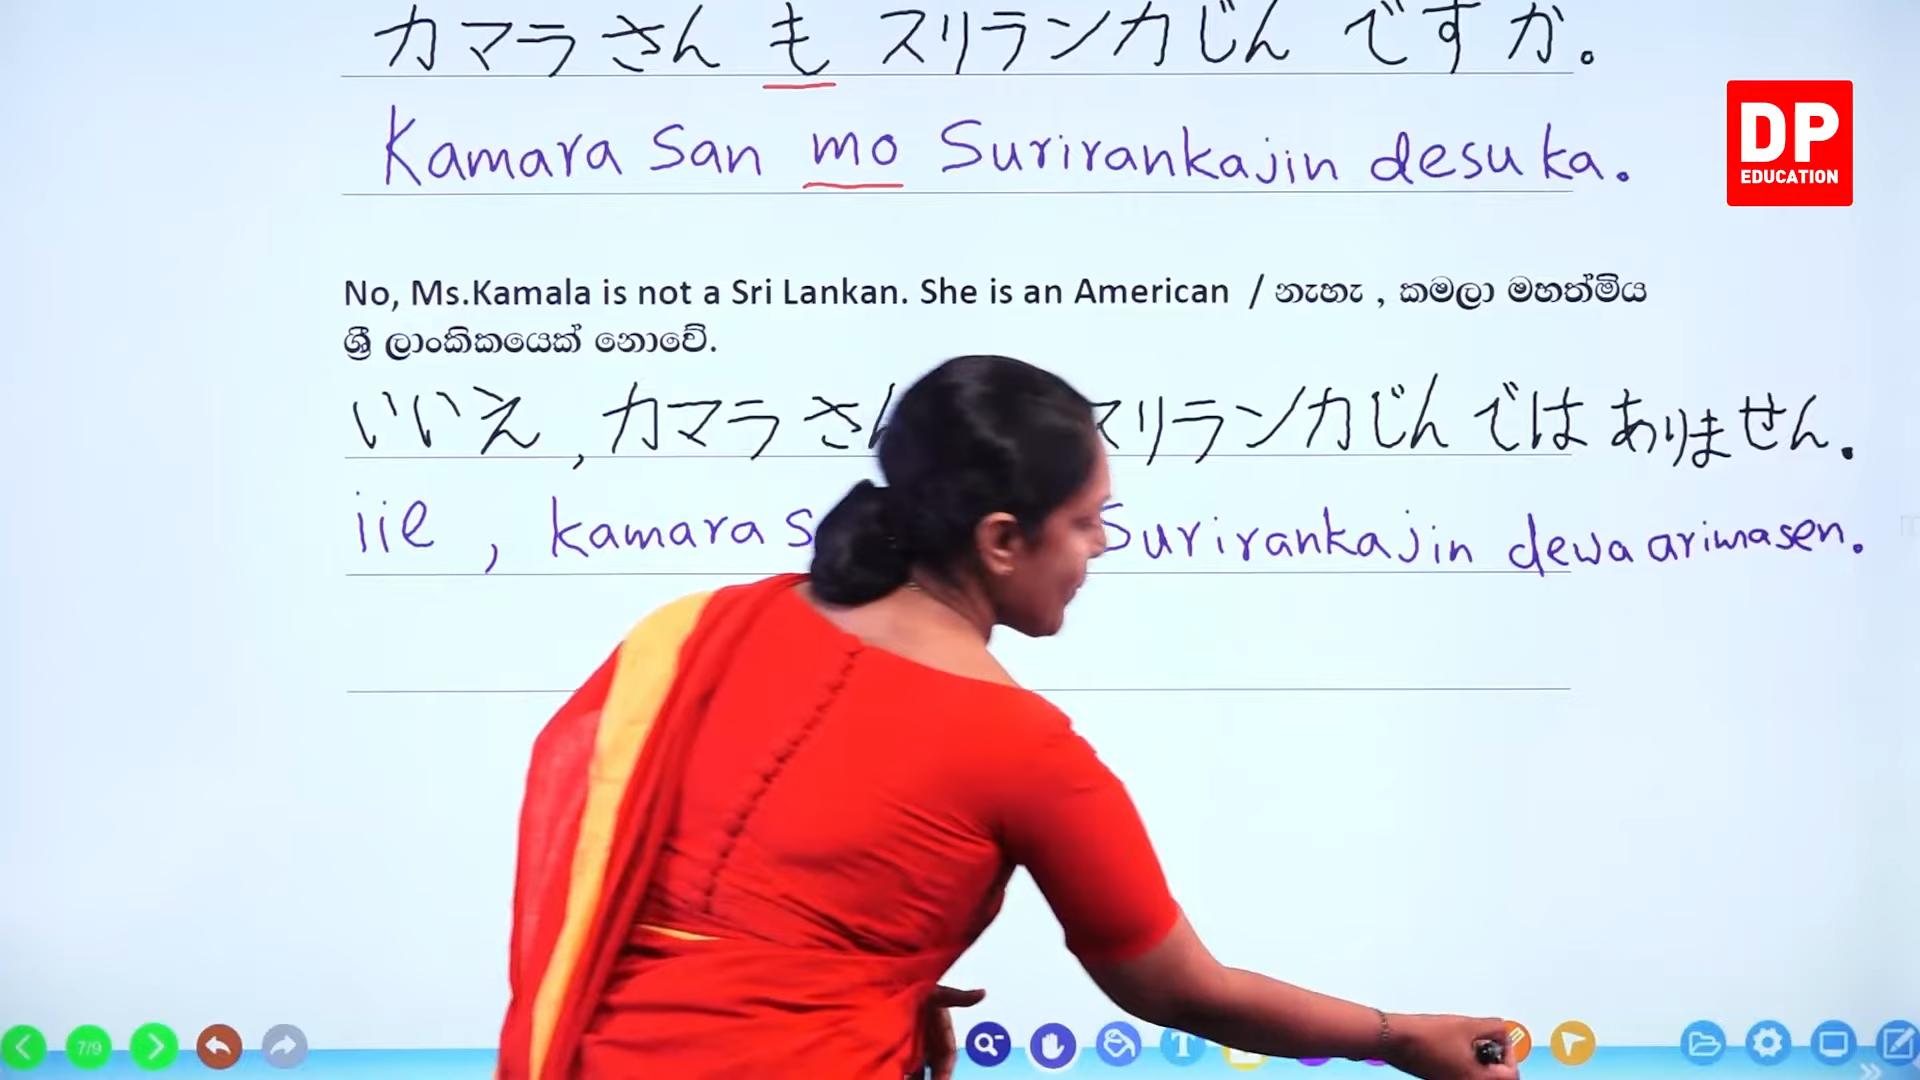 カマラさん も スリランカじん ですか。
Kamara san mo Surirankajin desu ka.
DP
EDUCATION
No, Ms.Kamala is not a Sri Lankan. She is an American / නැහැ , කමලා මහත්මිය
ශ්‍රී ලාංකිකයෙක් නොවේ.
いいえ, カマラ さん スリランカじん ではありません.
iie , kamara s Surirankajin dewa arimasen.
7/9
T